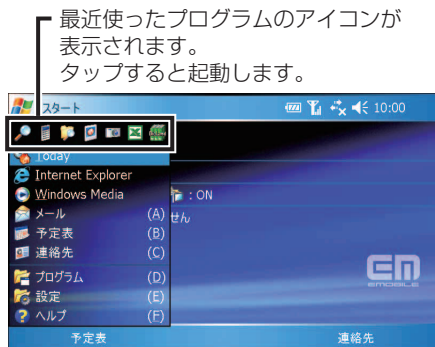 最近使ったプログラムのアイコンが
表示されます。
タップすると起動します。
スタート 10:00
Today
Internet Explorer
Windows Media : ON
メール (A) せん
予定表 (B)
連絡先 (C)
プログラム (D)
設定 (E)
ヘルプ (F)
EM
EMOBILE
予定表 連絡先